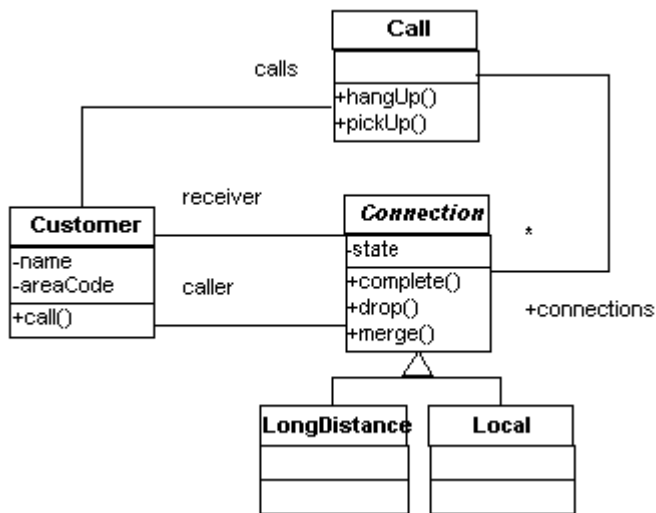 Call
calls
+hangUp()
+pickUp()
receiver
Customer
-name
-areaCode
+call()
caller
Connection
-state
+complete()
+drop()
+merge()
*
+connections
LongDistance
Local